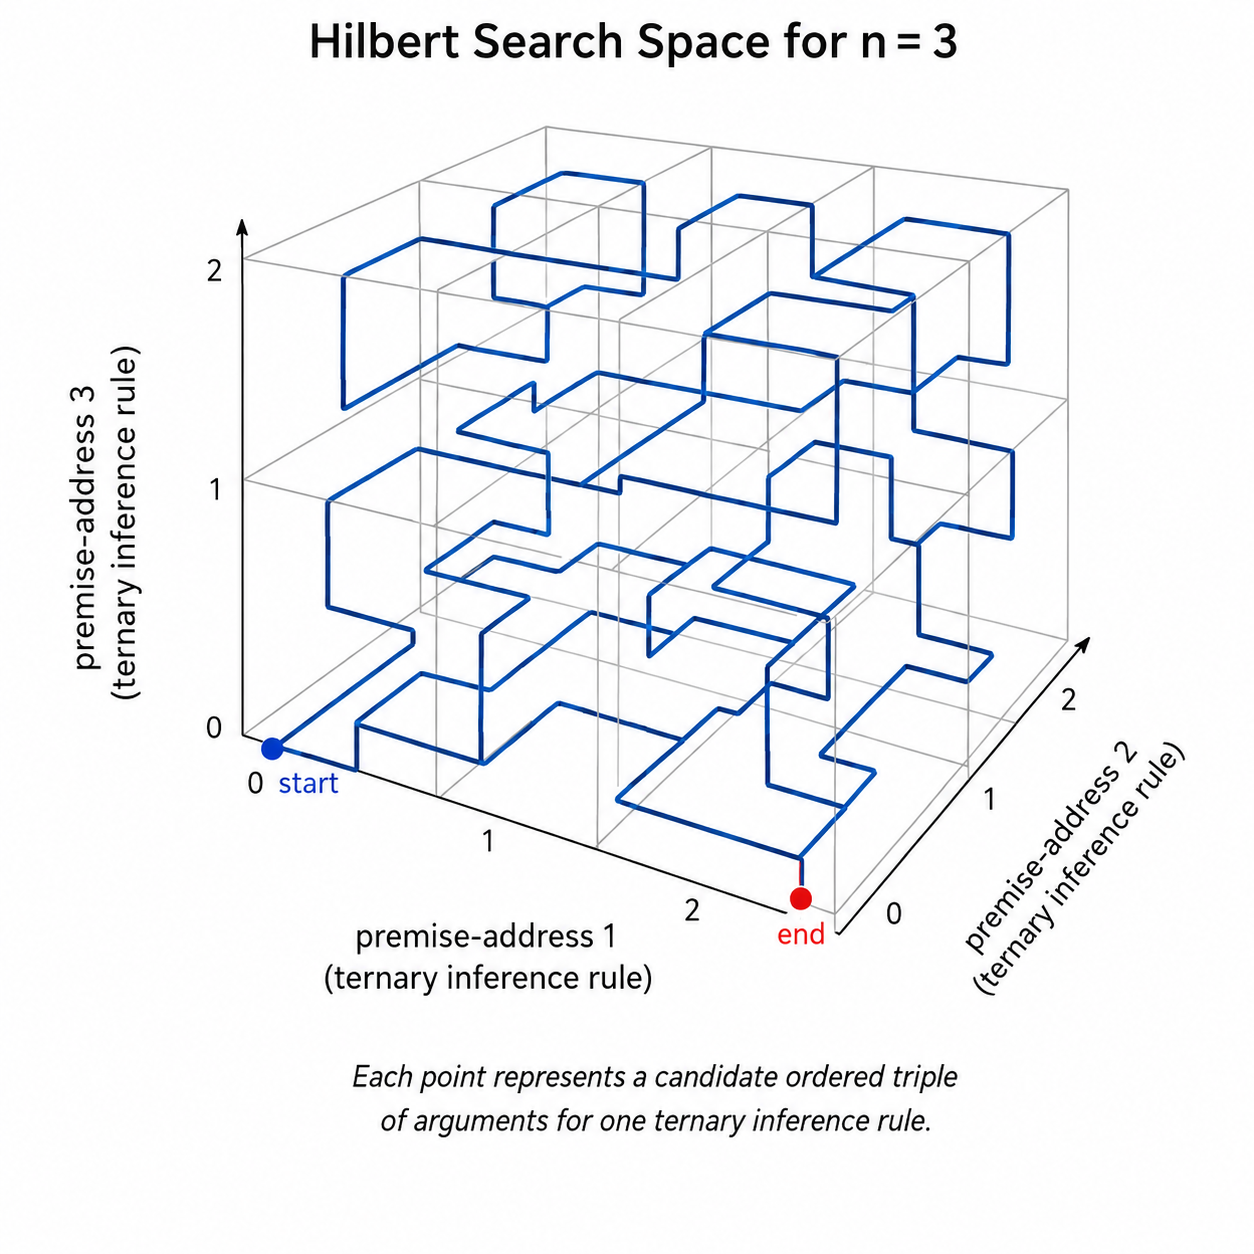 Hilbert Search Space for n = 3
2
1
0
premise-address 3
(ternary inference rule)
0
start
1
2
end
0
1
2
premise-address 1
(ternary inference rule)
premise-address 2
(ternary inference rule)
Each point represents a candidate ordered triple
of arguments for one ternary inference rule.